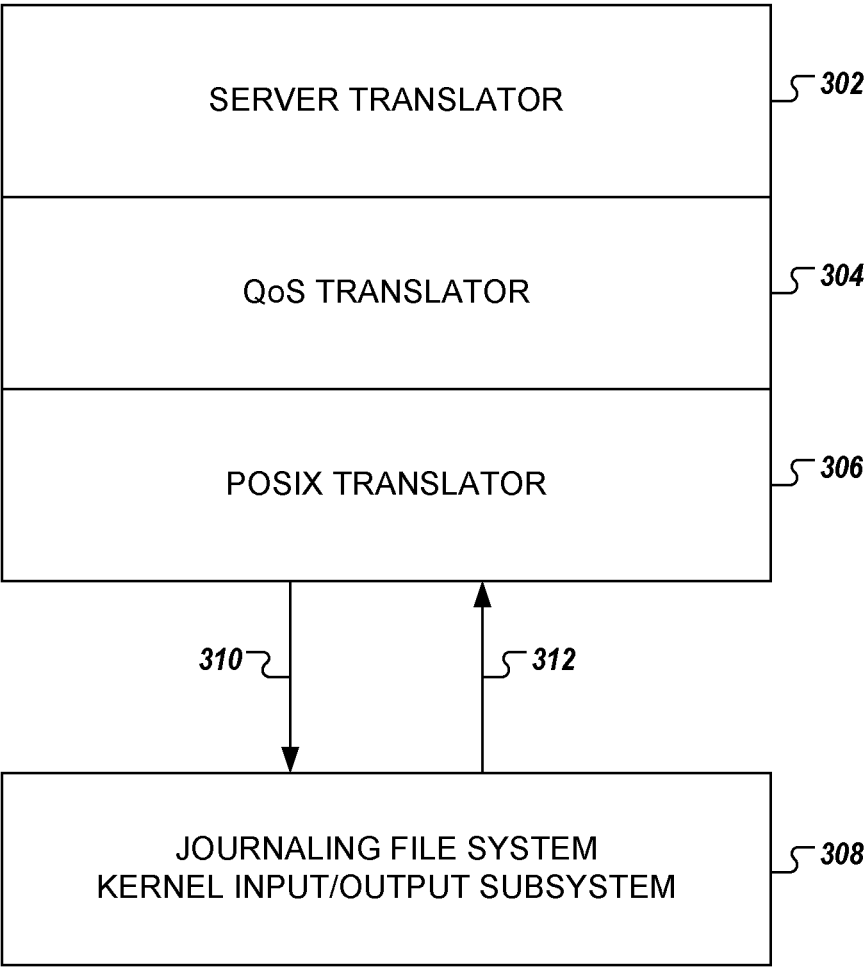 SERVER TRANSLATOR
302
QoS TRANSLATOR
304
POSIX TRANSLATOR
306
310
312
JOURNALING FILE SYSTEM
KERNEL INPUT/OUTPUT SUBSYSTEM
308